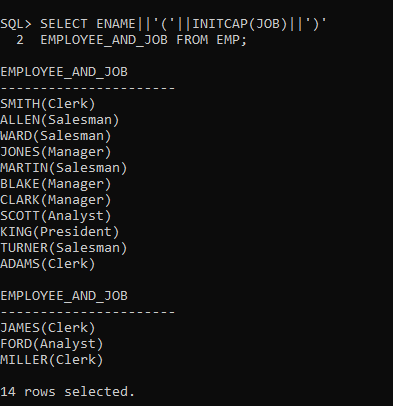 SQL> SELECT ENAME||'('||INITCAP(JOB)||')'
  2  EMPLOYEE_AND_JOB FROM EMP;
EMPLOYEE_AND_JOB
----------------------
SMITH(Clerk)
ALLEN(Salesman)
WARD(Salesman)
JONES(Manager)
MARTIN(Salesman)
BLAKE(Manager)
CLARK(Manager)
SCOTT(Analyst)
KING(President)
TURNER(Salesman)
ADAMS(Clerk)
EMPLOYEE_AND_JOB
----------------------
JAMES(Clerk)
FORD(Analyst)
MILLER(Clerk)
14 rows selected.